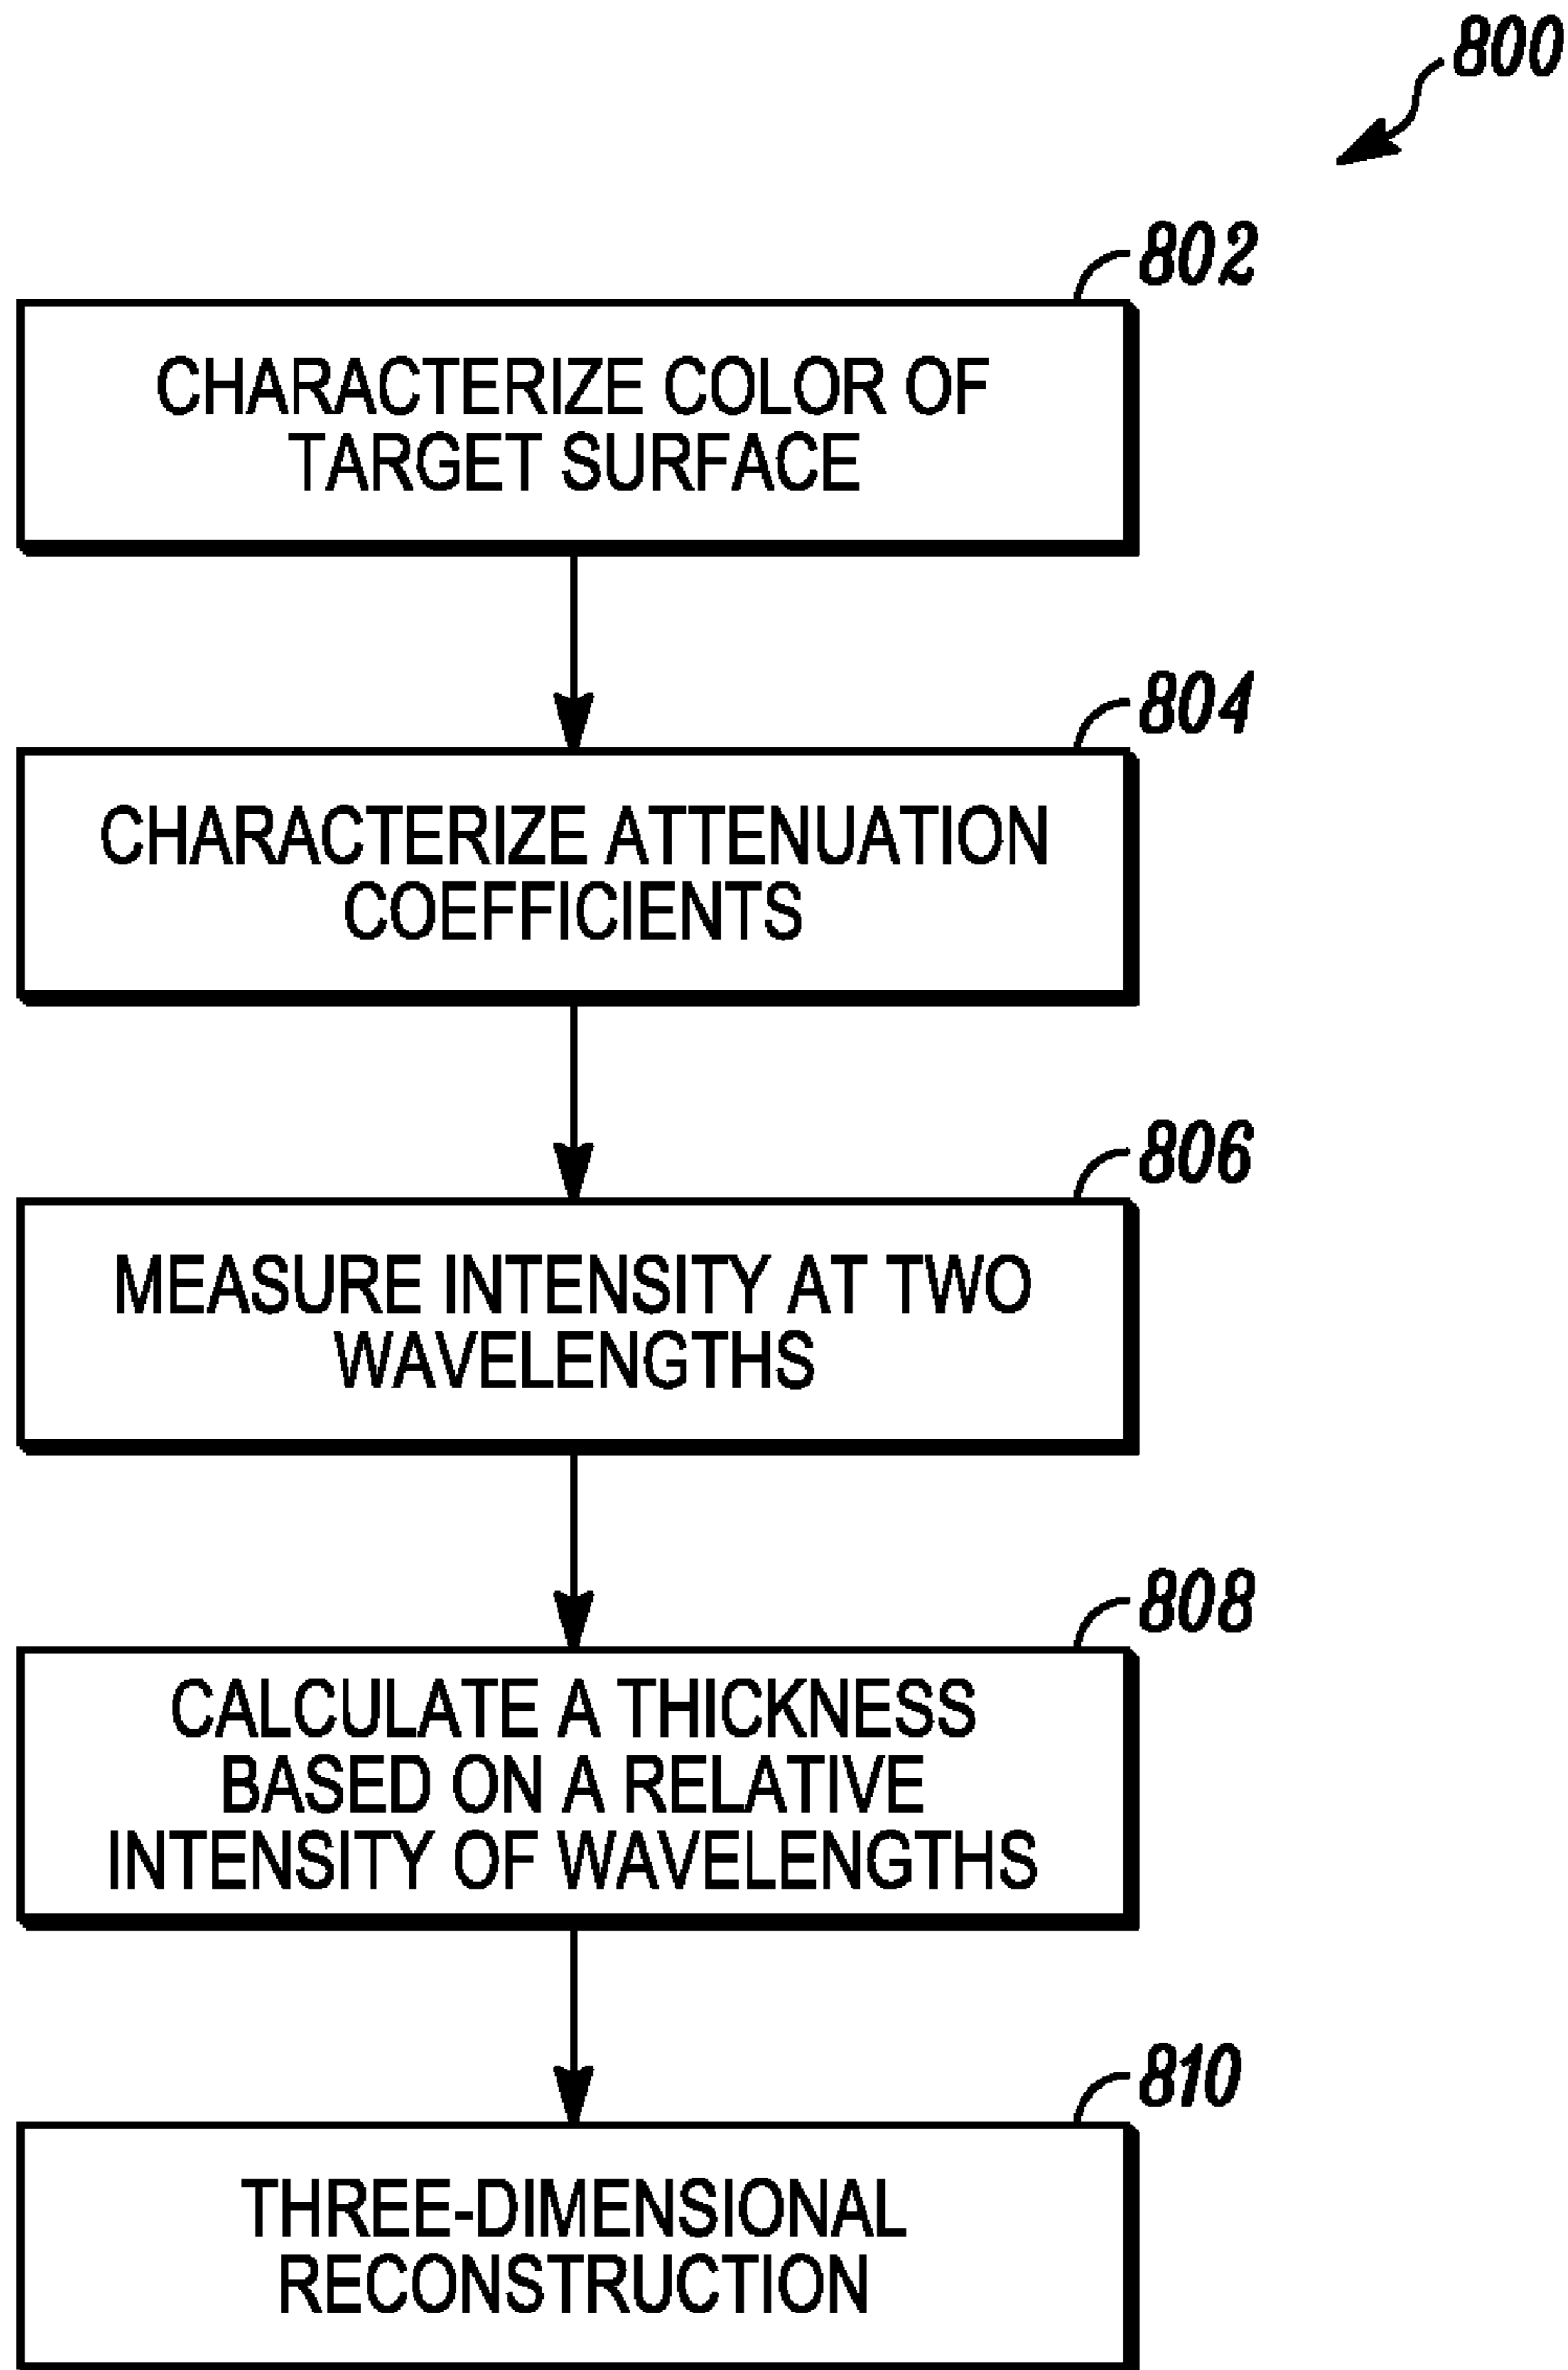 800
802
CHARACTERIZE COLOR OF
TARGET SURFACE
804
CHARACTERIZE ATTENUATION
COEFFICIENTS
806
MEASURE INTENSITY AT TWO
WAVELENGTHS
808
CALCULATE A THICKNESS
BASED ON A RELATIVE
INTENSITY OF WAVELENGTHS
810
THREE-DIMENSIONAL
RECONSTRUCTION